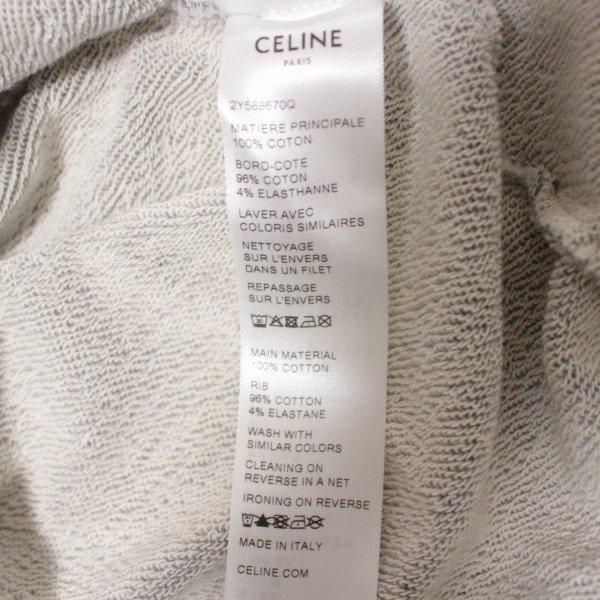 CELINE
PARIS
2Y588670Q
MATIERE PRINCIPALE
100% COTON
BORD-COTE
96% COTON
4% ELASTHANNE
LAVER AVEC
COLORIS SIMILAIRES
NETTOYAGE
SUR L'ENVERS
DANS UN FILET
REPASSAGE
SUR L'ENVERS
MAIN MATERIAL
100% COTTON
RIB
96% COTTON
4% ELASTANE
WASH WITH
SIMILAR COLORS
CLEANING ON
REVERSE IN A NET
IRONING ON REVERSE
MADE IN ITALY
CELINE.COM